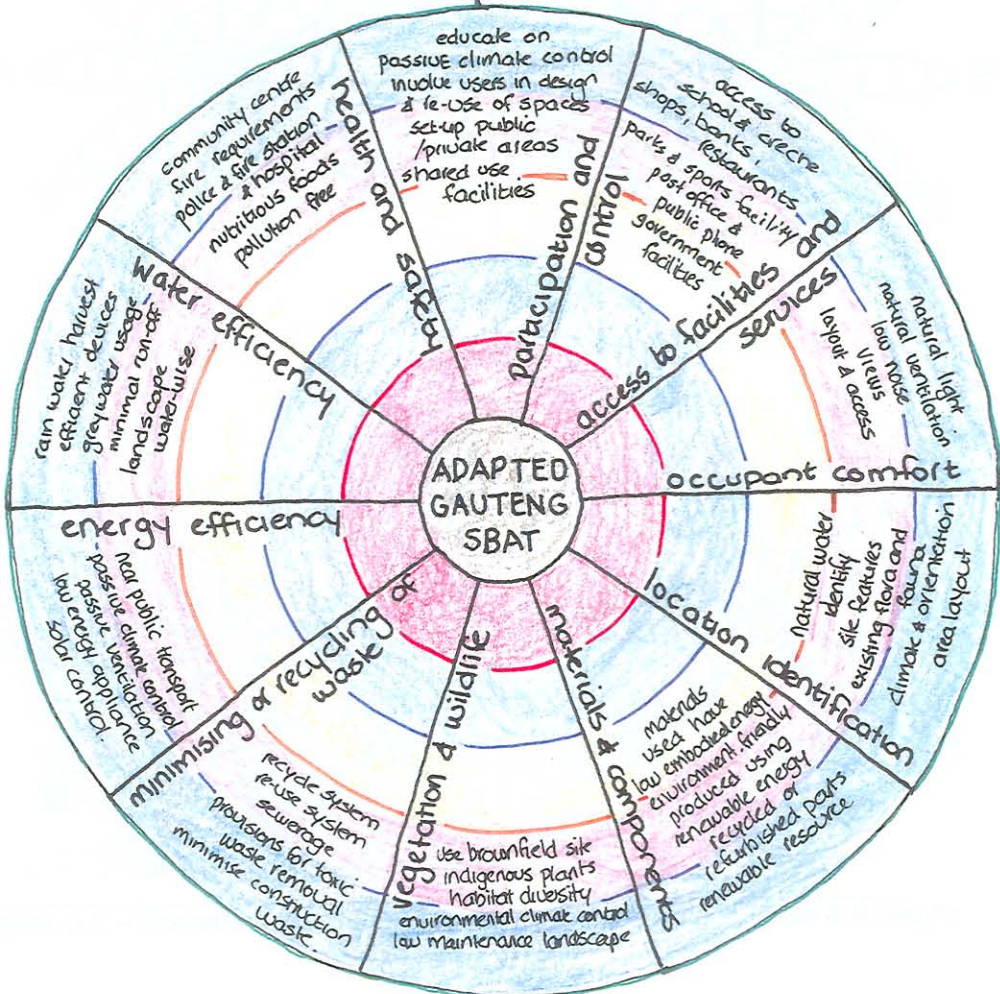 ADAPTED
GAUTENG
SBAT
participation and
control
educate on
passive climate control
involve users in design
& re-use of spaces
set-up public
/private areas
shared use
facilities
access to facilities and
services
access to
school & creche
shops, banks,
restaurants
parks & sports facility
post office &
public phone
government
facilities
occupant comfort
natural light
natural ventilation
low noise
views
layout & access
location identification
natural water
identify
site features
existing flora and
fauna
climate & orientation
area layout
materials & components
materials
used have
low embodied energy
environment friendly
produced using
renewable energy
recycled or
refurbished parts
renewable resource
vegetation & wildlife
use brownfield site
indigenous plants
habitat diversity
environmental climate control
low maintenance landscape
minimising or recycling of
waste
recycle system
re-use system
sewerage
provisions for toxic
waste removal
minimise construction
waste
energy efficiency
near public transport
passive climate control
passive ventilation
low energy appliance
solar control
water efficiency
rain water harvest
efficent devices
greywater usage
minimal run-off
landscape
water-wise
health and safety
community centre
fire requirements
police & fire station
& hospital
nutritious foods
pollution free